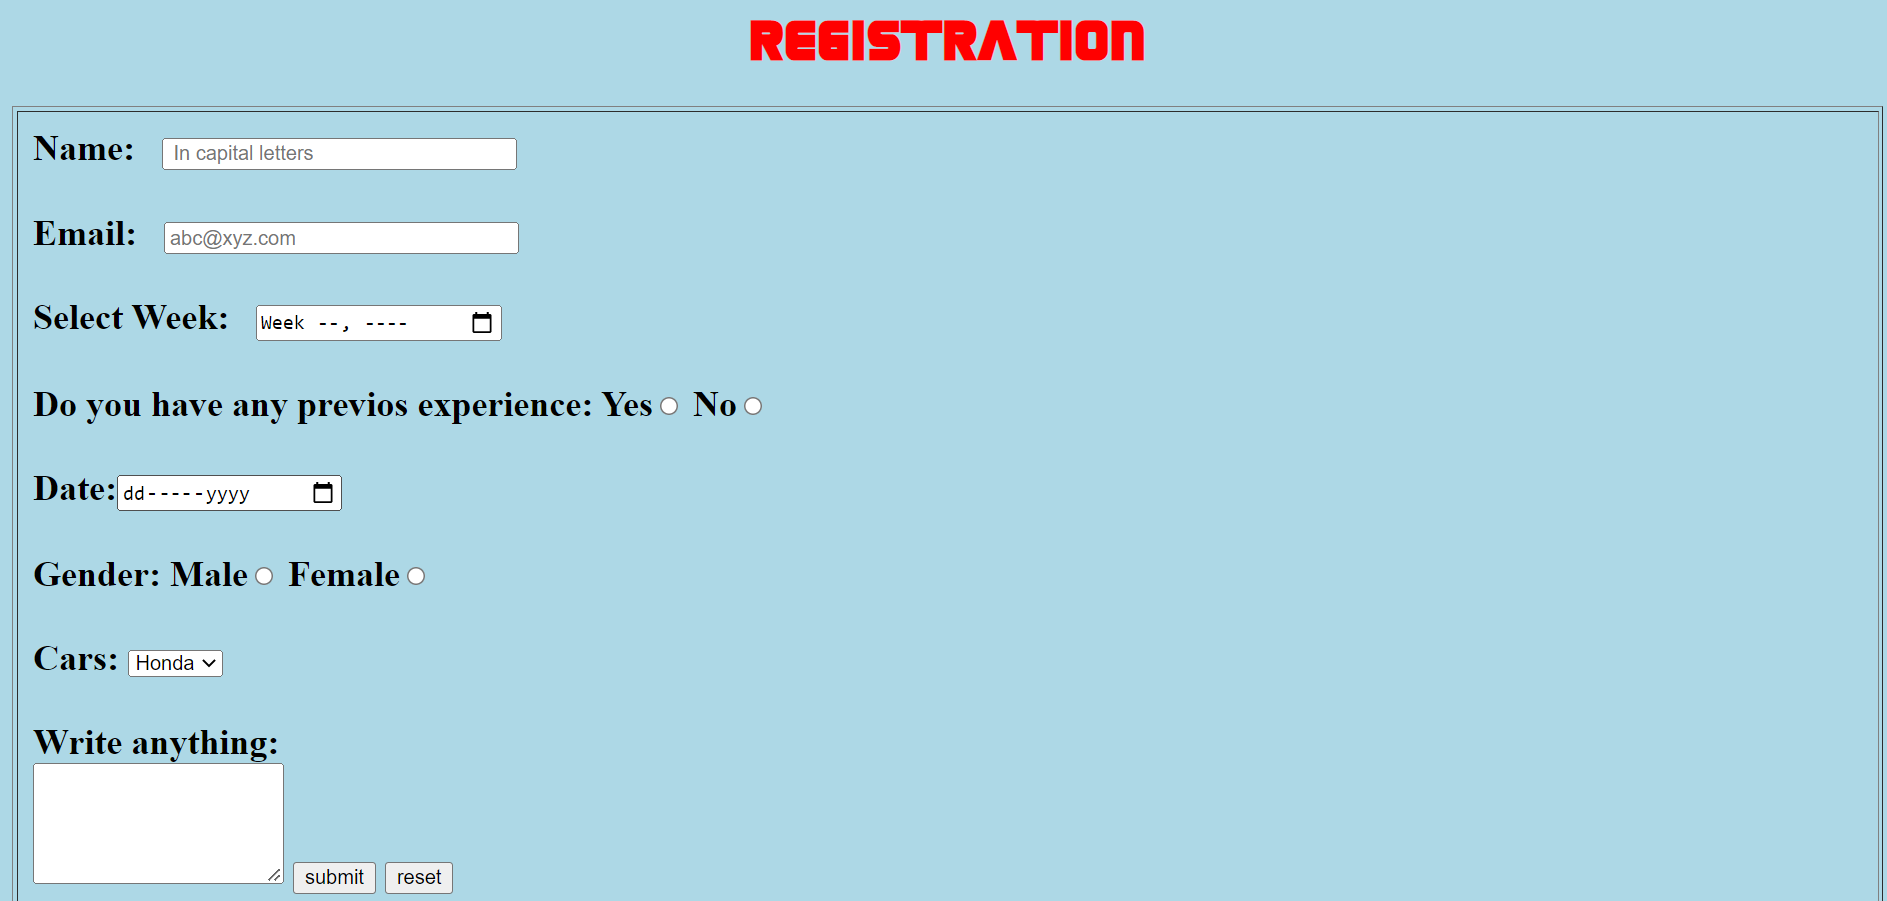 REGISTRATION
Name: In capital letters
Email: abc@xyz.com
Select Week: Week --, ----
Do you have any previos experience: Yes No
Date: dd-----yyyy
Gender: Male Female
Cars: Honda
Write anything:
submit reset